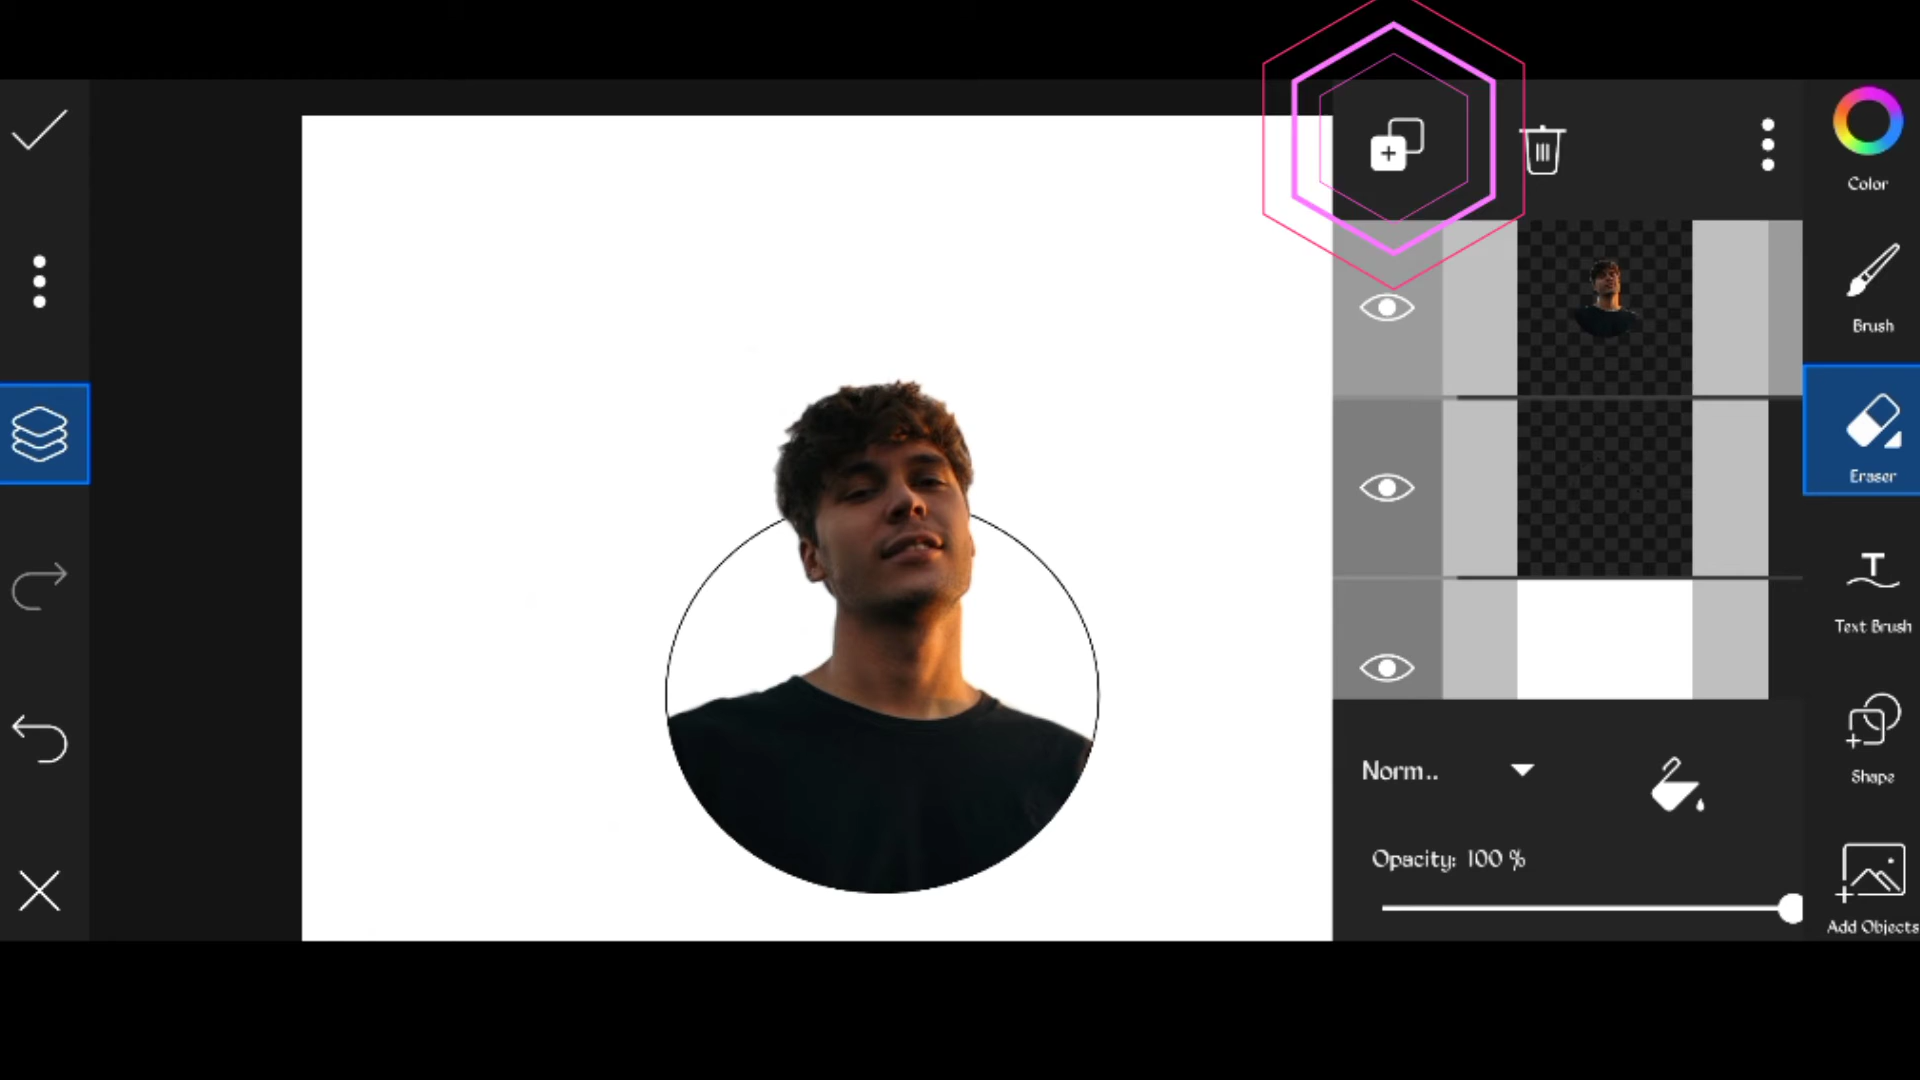 Color
Brush
Eraser
Text Brush
Shape
Add Objects
Norm..
Opacity: 100 %